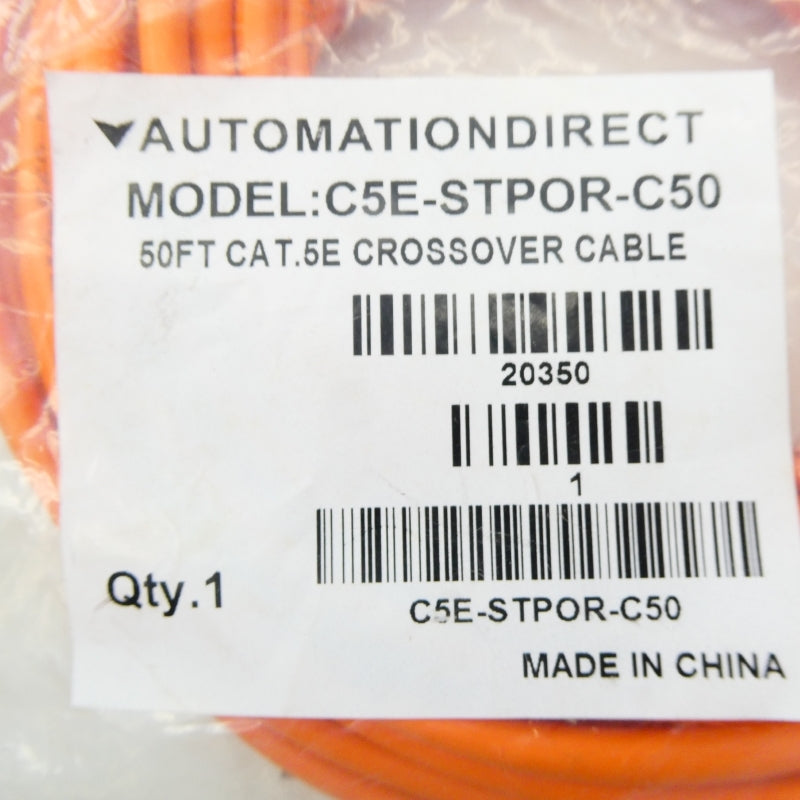 AUTOMATIONDIRECT
MODEL:C5E-STPOR-C50
50FT CAT.5E CROSSOVER CABLE
20350
1
Qty.1
C5E-STPOR-C50
MADE IN CHINA